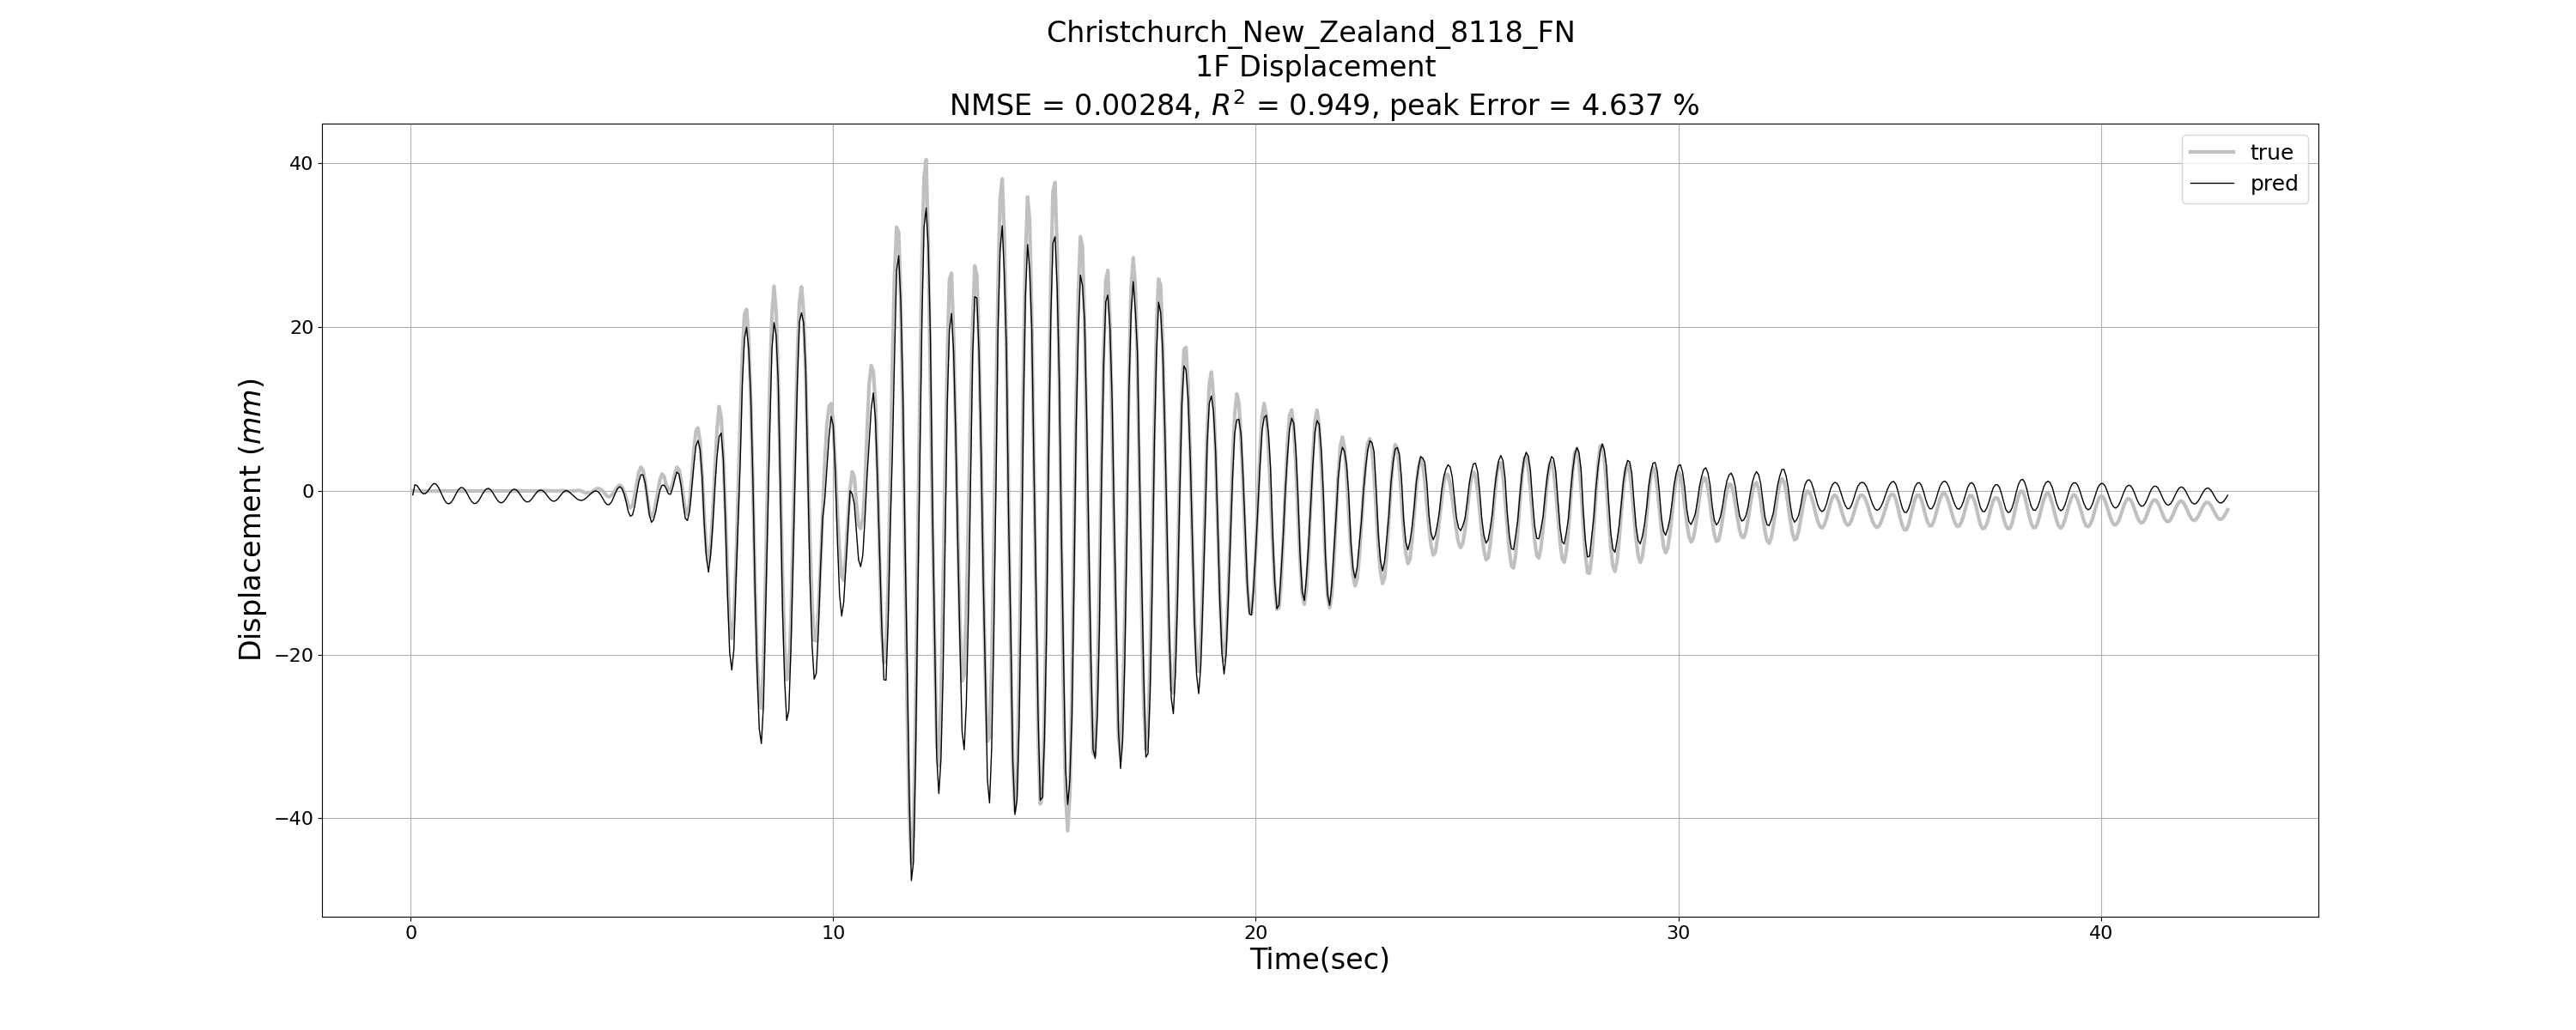 Christchurch_New_Zealand_8118_FN
1F Displacement
NMSE = 0.00284, R² = 0.949, peak Error = 4.637 %
true
pred
Displacement (mm)
40
20
0
−20
−40
0 10 20 30 40
Time(sec)